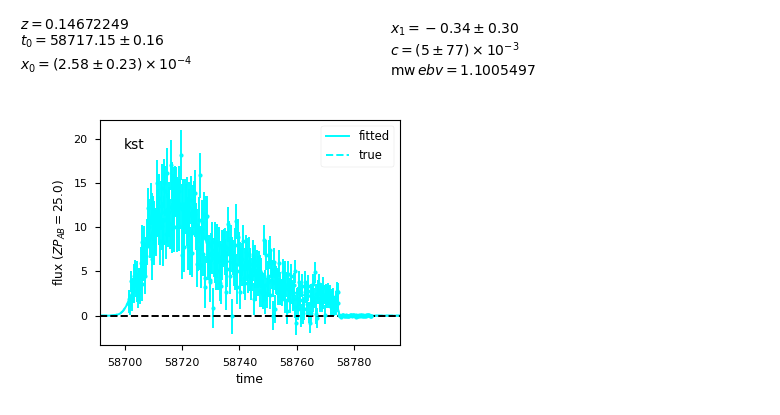 z = 0.14672249
t₀ = 58717.15 ± 0.16
x₀ = (2.58 ± 0.23) × 10⁻⁴
x₁ = − 0.34 ± 0.30
c = (5 ± 77) × 10⁻³
mw ebv = 1.1005497
kst
fitted
true
flux (ZP_AB = 25.0)
20
15
10
5
0
58700 58720 58740 58760 58780
time